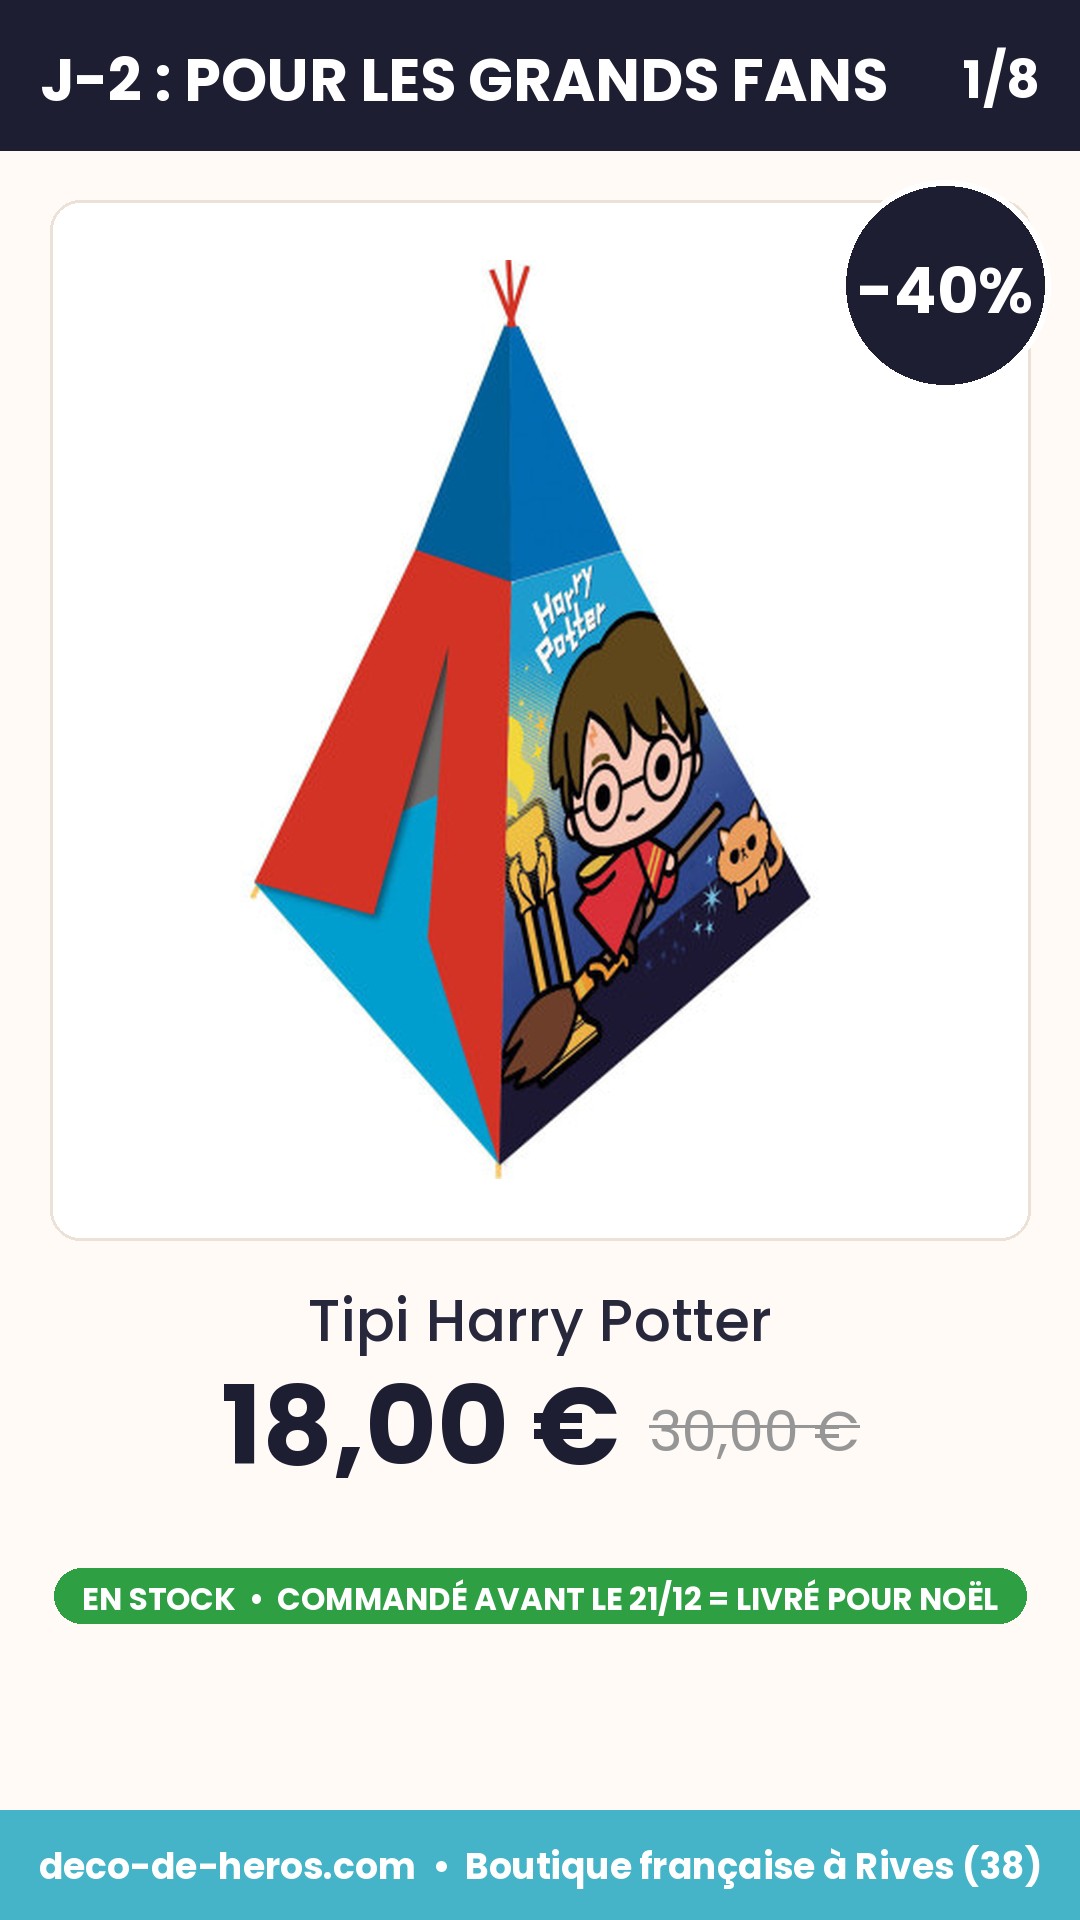 J-2 : POUR LES GRANDS FANS 1/8
-40%
Harry
Potter
Tipi Harry Potter
18,00 € 30,00 €
EN STOCK • COMMANDÉ AVANT LE 21/12 = LIVRÉ POUR NOËL
deco-de-heros.com • Boutique française à Rives (38)